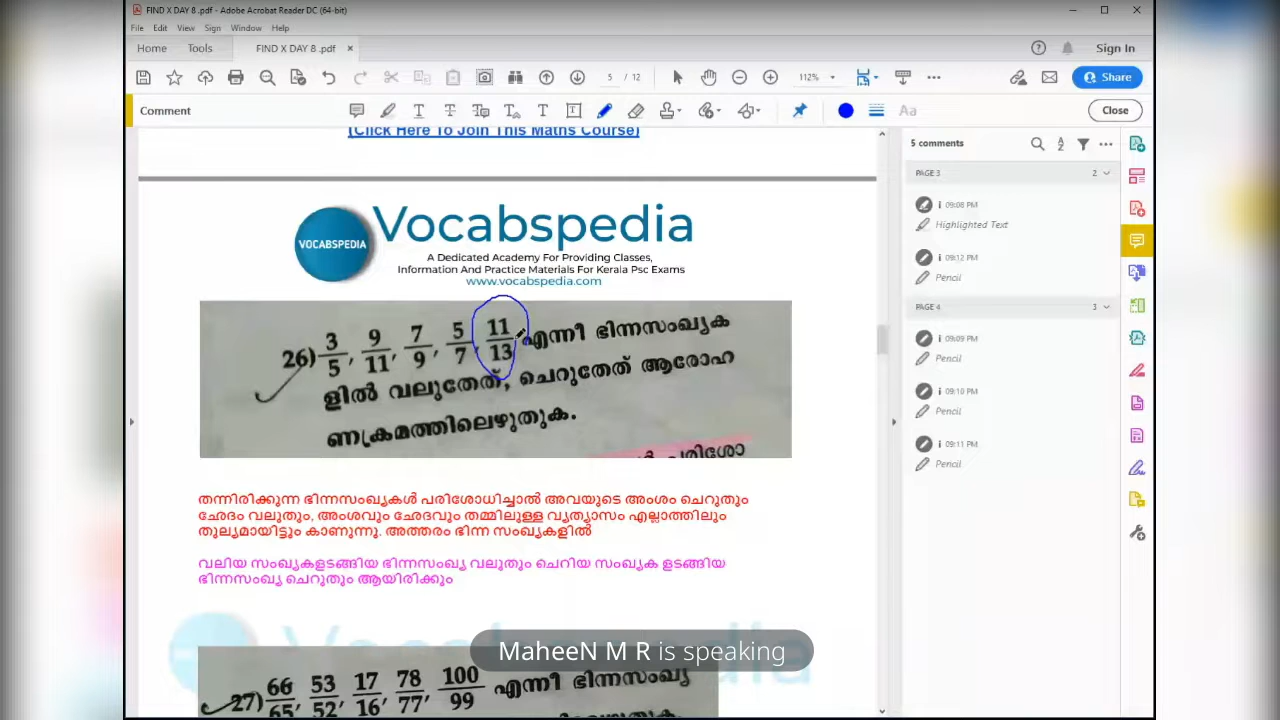 FIND X DAY 8 .pdf - Adobe Acrobat Reader DC (64-bit)
File Edit View Sign Window Help
Home Tools FIND X DAY 8 .pdf × Sign In
5 / 12 112% Share
Comment Aa Close
(Click Here To Join This Maths Course)
VOCABSPEDIA
Vocabspedia
A Dedicated Academy For Providing Classes,
Information And Practice Materials For Kerala Psc Exams
www.vocabspedia.com
26) 3/5, 9/11, 7/9, 5/7, 11/13 എന്നീ ഭിന്നസംഖ്യക
ളിൽ വലുതേത്, ചെറുതേത് ആരോഹ
ണക്രമത്തിലെഴുതുക.
പരിശോ
തന്നിരിക്കുന്ന ഭിന്നസംഖ്യകൾ പരിശോധിച്ചാൽ അവയുടെ അംശം ചെറുതും
ഛേദം വലുതും, അംശവും ഛേദവും തമ്മിലുള്ള വ്യത്യാസം എല്ലാത്തിലും
തുല്യമായിട്ടും കാണുന്നു. അത്തരം ഭിന്ന സംഖ്യകളിൽ
വലിയ സംഖ്യകളടങ്ങിയ ഭിന്നസംഖ്യ വലുതും ചെറിയ സംഖ്യക ളടങ്ങിയ
ഭിന്നസംഖ്യ ചെറുതും ആയിരിക്കും
27) 66/65, 53/52, 17/16, 78/77, 100/99 എന്നീ ഭിന്നസംഖ്യ
5 comments
PAGE 3 2
i 09:08 PM
Highlighted Text
i 09:12 PM
Pencil
PAGE 4 3
i 09:09 PM
Pencil
i 09:10 PM
Pencil
i 09:11 PM
Pencil
MaheeN M R is speaking